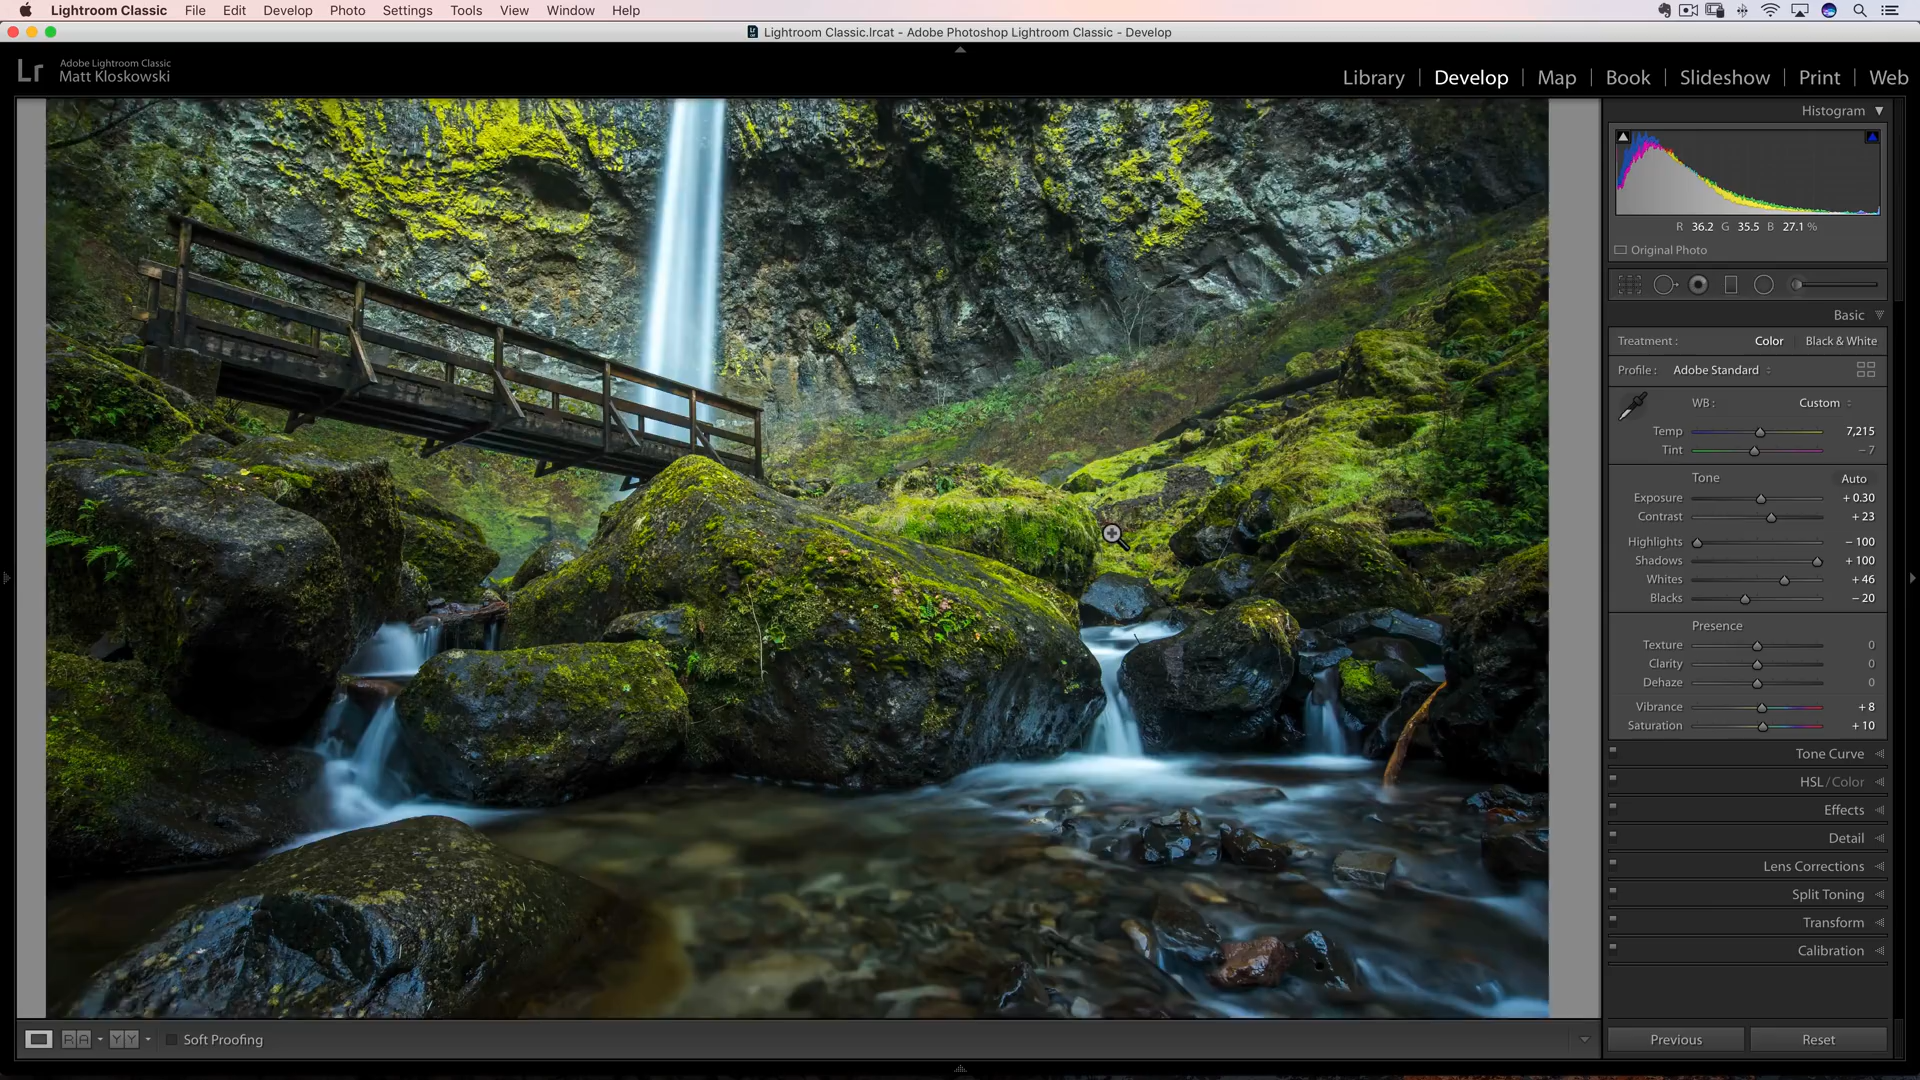 Lightroom Classic File Edit Develop Photo Settings Tools View Window Help
Lightroom Classic.lrcat - Adobe Photoshop Lightroom Classic - Develop
Lr
Adobe Lightroom Classic
Matt Kloskowski
Library | Develop | Map | Book | Slideshow | Print | Web
Histogram
R 36.2 G 35.5 B 27.1 %
Original Photo
Basic
Treatment : Color Black & White
Profile : Adobe Standard
WB : Custom
Temp 7,215
Tint - 7
Tone Auto
Exposure + 0.30
Contrast + 23
Highlights - 100
Shadows + 100
Whites + 46
Blacks - 20
Presence
Texture 0
Clarity 0
Dehaze 0
Vibrance + 8
Saturation + 10
Tone Curve
HSL / Color
Effects
Detail
Lens Corrections
Split Toning
Transform
Calibration
R A Y Y Soft Proofing
Previous Reset